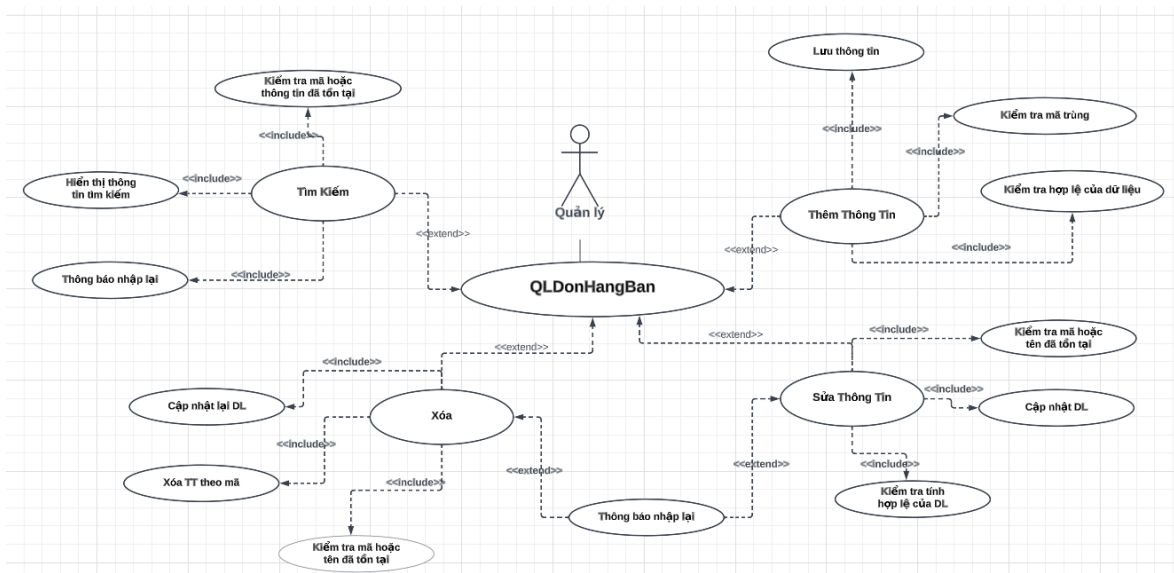 Lưu thông tin
Kiểm tra mã hoặc
thông tin đã tồn tại
<<include>>
<<include>>
Kiểm tra mã trùng
<<include>>
Hiển thị thông
tin tìm kiếm
<<include>>
Tìm Kiếm
Kiểm tra hợp lệ của dữ liệu
Quản lý
Thêm Thông Tin
<<extend>>
<<extend>>
<<include>>
Thông báo nhập lại
<<include>>
QLDonHangBan
<<extend>>
<<extend>>
<<include>>
Kiểm tra mã hoặc
tên đã tồn tại
<<include>>
Cập nhật lại DL
Xóa
Sửa Thông Tin
<<include>>
Cập nhật DL
<<include>>
Xóa TT theo mã
<<include>>
<<extend>>
<<extend>>
<<include>>
Kiểm tra tính
hợp lệ của DL
Thông báo nhập lại
Kiểm tra mã hoặc
tên đã tồn tại